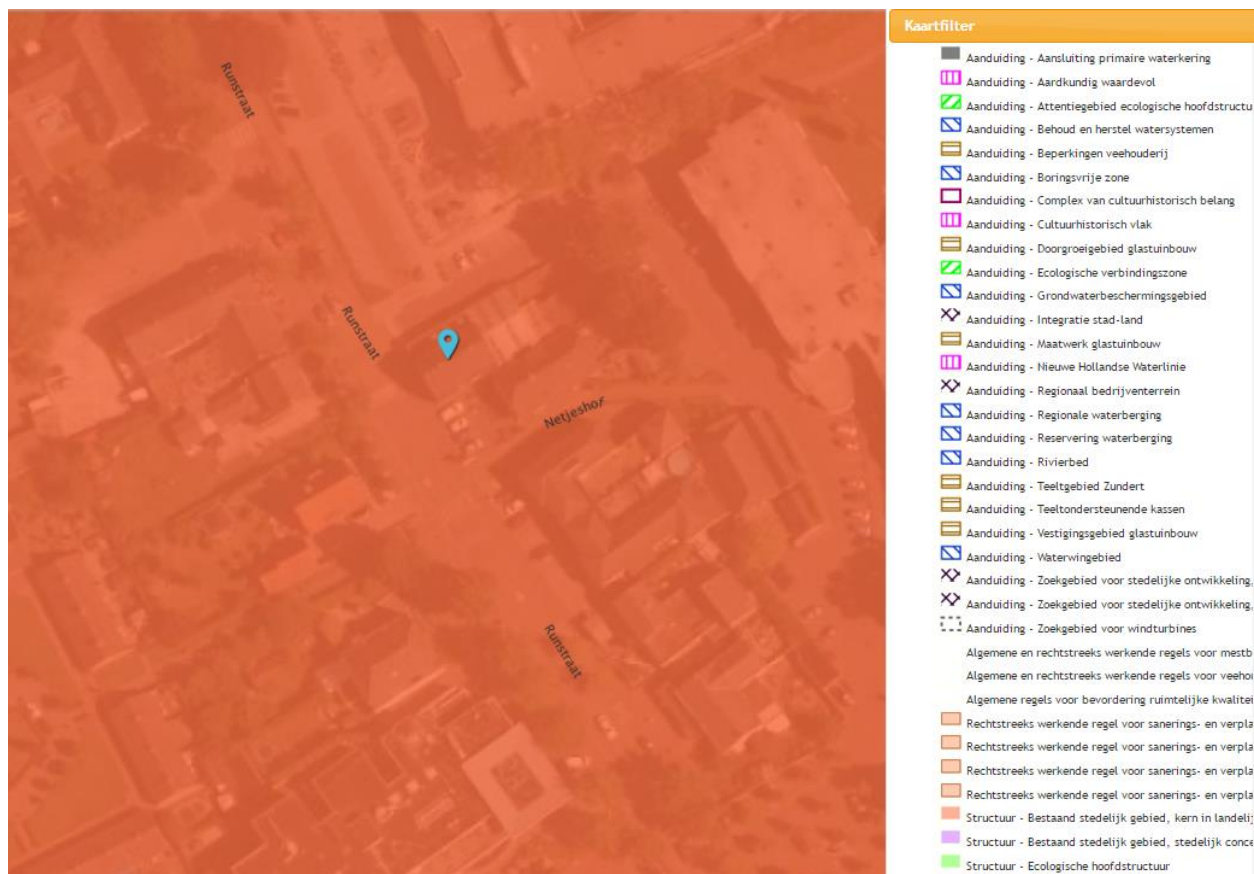 Runstraat
Runstraat
Netjeshof
Runstraat
Kaartfilter
Aanduiding - Aansluiting primaire waterkering
Aanduiding - Aardkundig waardevol
Aanduiding - Attentiegebied ecologische hoofdstructu
Aanduiding - Behoud en herstel watersystemen
Aanduiding - Beperkingen veehouderij
Aanduiding - Boringsvrije zone
Aanduiding - Complex van cultuurhistorisch belang
Aanduiding - Cultuurhistorisch vlak
Aanduiding - Doorgroeigebied glastuinbouw
Aanduiding - Ecologische verbindingszone
Aanduiding - Grondwaterbeschermingsgebied
Aanduiding - Integratie stad-land
Aanduiding - Maatwerk glastuinbouw
Aanduiding - Nieuwe Hollandse Waterlinie
Aanduiding - Regionaal bedrijventerrein
Aanduiding - Regionale waterberging
Aanduiding - Reservering waterberging
Aanduiding - Rivierbed
Aanduiding - Teeltgebied Zundert
Aanduiding - Teeltondersteunende kassen
Aanduiding - Vestigingsgebied glastuinbouw
Aanduiding - Waterwingebied
Aanduiding - Zoekgebied voor stedelijke ontwikkeling,
Aanduiding - Zoekgebied voor stedelijke ontwikkeling,
Aanduiding - Zoekgebied voor windturbines
Algemene en rechtstreeks werkende regels voor mestb
Algemene en rechtstreeks werkende regels voor veehou
Algemene regels voor bevordering ruimtelijke kwalitei
Rechtstreeks werkende regel voor sanerings- en verpla
Rechtstreeks werkende regel voor sanerings- en verpla
Rechtstreeks werkende regel voor sanerings- en verpla
Rechtstreeks werkende regel voor sanerings- en verpla
Structuur - Bestaand stedelijk gebied, kern in landelij
Structuur - Bestaand stedelijk gebied, stedelijk conce
Structuur - Ecologische hoofdstructuur